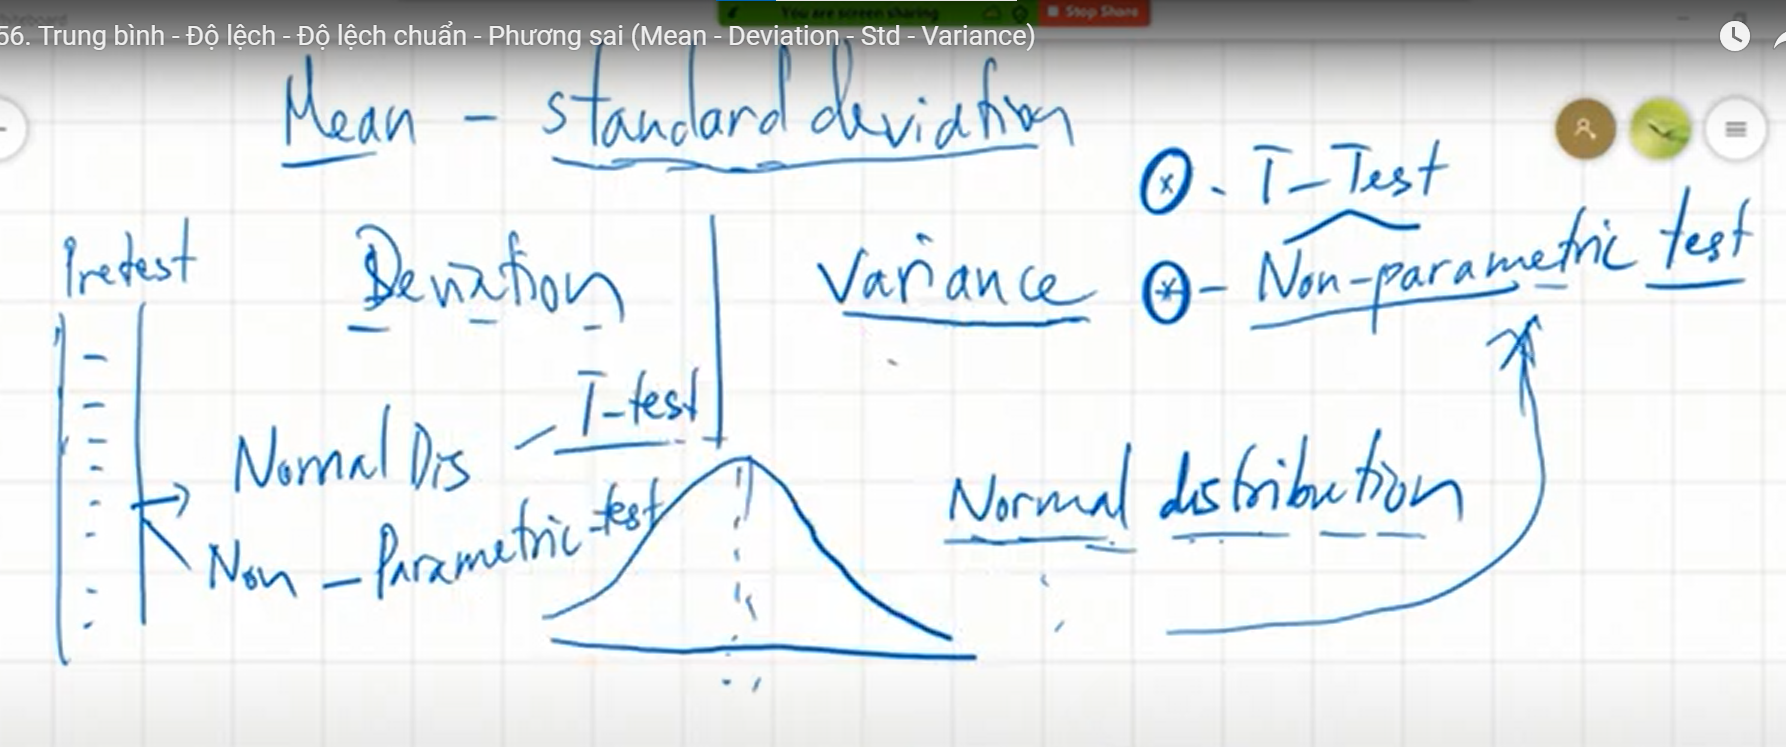 You are screen sharing
Stop Share
56. Trung bình - Độ lệch - Độ lệch chuẩn - Phương sai (Mean - Deviation - Std - Variance)
Mean - standard deviation
- T-Test
Pretest
Deviation
Variance
- Non-parametric test
T-test
Normal Dis
Normal distribution
Non - Parametric-test